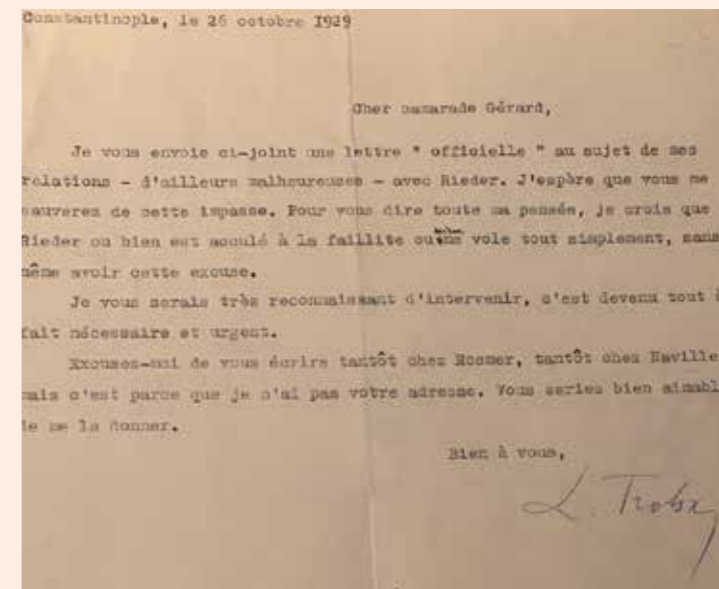 Constantinople, le 26 octobre 1929
Cher camarade Gérard,
Je vous envoie ci-joint une lettre " officielle " au sujet de mes
relations - d'ailleurs malheureuses - avec Rieder. J'espère que vous me
sauverez de cette impasse. Pour vous dire toute ma pensée, je crois que
Rieder ou bien est acculé à la faillite ou vole tout simplement, sans
même avoir cette excuse.
Je vous serais très reconnaissant d'intervenir, c'est devenu tout à
fait nécessaire et urgent.
Excusez-moi de vous écrire tantôt chez Rosmer, tantôt chez Naville
mais c'est parce que je n'ai pas votre adresse. Vous seriez bien aimabl
de me la donner.
Bien à vous,
L. Trotsky